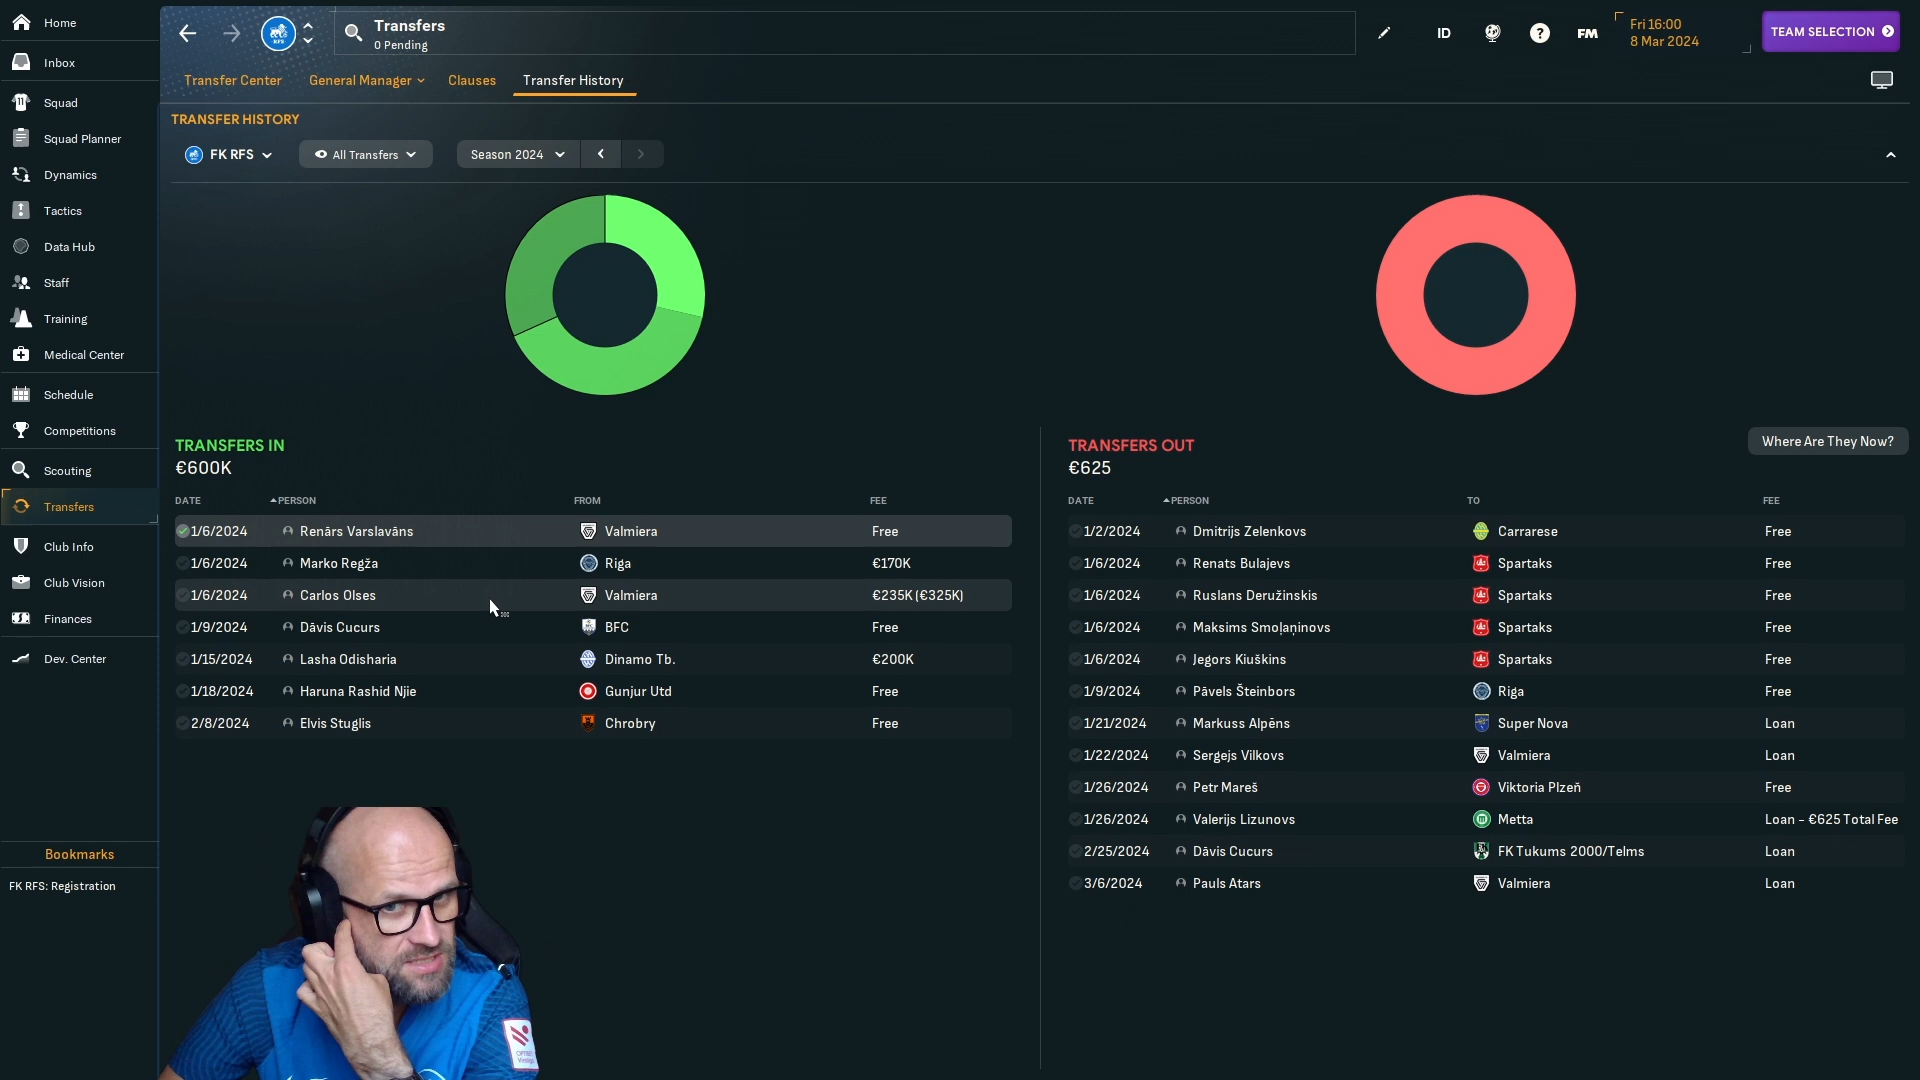 Home
Inbox
Squad
Squad Planner
Dynamics
Tactics
Data Hub
Staff
Training
Medical Center
Schedule
Competitions
Scouting
Transfers
Club Info
Club Vision
Finances
Dev. Center
Bookmarks
FK RFS: Registration
Transfers
0 Pending
ID
?
FM
Fri 16:00
8 Mar 2024
TEAM SELECTION
Transfer Center General Manager Clauses Transfer History
TRANSFER HISTORY
FK RFS All Transfers Season 2024
TRANSFERS IN
€600K
DATE PERSON FROM FEE
1/6/2024 Renārs Varslavāns Valmiera Free
1/6/2024 Marko Regža Riga €170K
1/6/2024 Carlos Olses Valmiera €235K (€325K)
1/9/2024 Dāvis Cucurs BFC Free
1/15/2024 Lasha Odisharia Dinamo Tb. €200K
1/18/2024 Haruna Rashid Njie Gunjur Utd Free
2/8/2024 Elvis Stuglis Chrobry Free
TRANSFERS OUT
€625
Where Are They Now?
DATE PERSON TO FEE
1/2/2024 Dmitrijs Zelenkovs Carrarese Free
1/6/2024 Renats Bulajevs Spartaks Free
1/6/2024 Ruslans Deružinskis Spartaks Free
1/6/2024 Maksims Smoļaņinovs Spartaks Free
1/6/2024 Jegors Kiuškins Spartaks Free
1/9/2024 Pāvels Šteinbors Riga Free
1/21/2024 Markuss Alpēns Super Nova Loan
1/22/2024 Sergejs Vilkovs Valmiera Loan
1/26/2024 Petr Mareš Viktoria Plzeň Free
1/26/2024 Valerijs Lizunovs Metta Loan - €625 Total Fee
2/25/2024 Dāvis Cucurs FK Tukums 2000/Telms Loan
3/6/2024 Pauls Atars Valmiera Loan